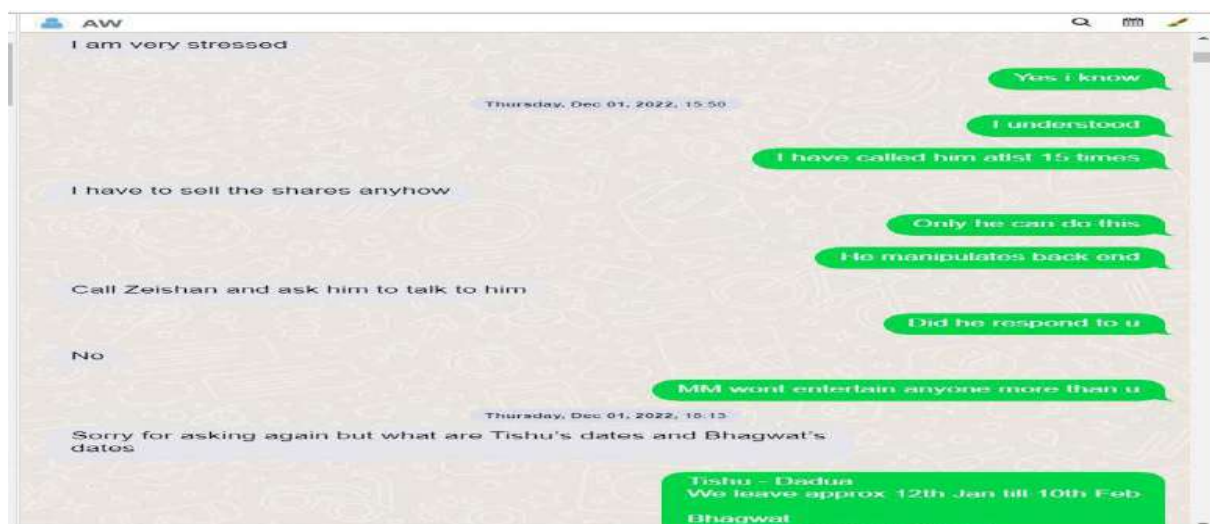 AW
I am very stressed
Yes i know
Thursday, Dec 01, 2022, 15:50
I understood
I have called him atlst 15 times
I have to sell the shares anyhow
Only he can do this
He manipulates back end
Call Zeishan and ask him to talk to him
Did he respond to u
No
MM wont entertain anyone more than u
Thursday, Dec 01, 2022,
Sorry for asking again but what are Tishu's dates and Bhagwat's
dates
Tishu - Dadua
We leave approx 12th Jan till 10th Feb
Bhagwat